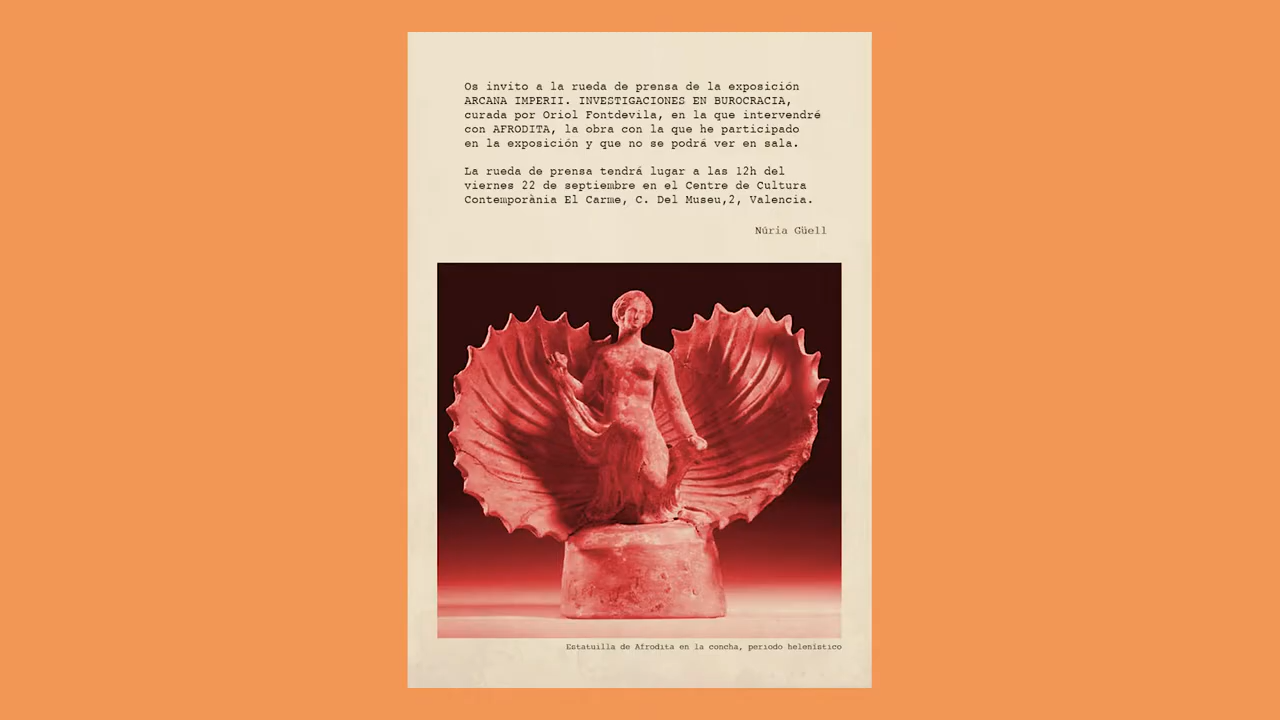 Os invito a la rueda de prensa de la exposición
ARCANA IMPERII. INVESTIGACIONES EN BUROCRACIA,
curada por Oriol Fontdevila, en la que intervendré
con AFRODITA, la obra con la que he participado
en la exposición y que no se podrá ver en sala.
La rueda de prensa tendrá lugar a las 12h del
viernes 22 de septiembre en el Centre de Cultura
Contemporània El Carme, C. Del Museu,2, Valencia.
Núria Güell
Estatuilla de Afrodita en la concha, periodo helenístico